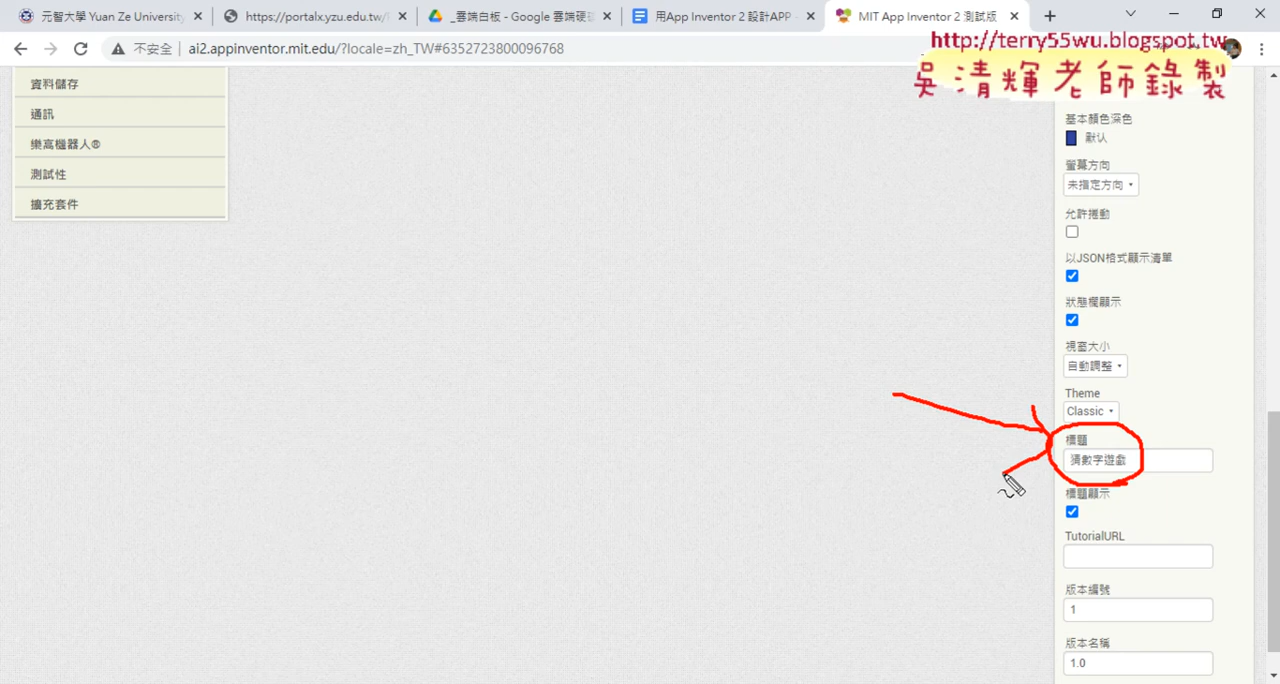 元智大學 Yuan Ze University
https://portalx.yzu.edu.tw/
_雲端白板 - Google 雲端硬
用App Inventor 2 設計APP -
MIT App Inventor 2 測試版
不安全
ai2.appinventor.mit.edu/?locale=zh_TW#6352723800096768
http://terry55wu.blogspot.tw
吳清輝老師錄製
資料儲存
通訊
樂高機器人®
測試性
擴充套件
基本顏色深色
默认
螢幕方向
未指定方向
允許捲動
以JSON格式顯示清單
狀態欄顯示
視窗大小
自動調整
Theme
Classic
標題
猜數字遊戲
標題顯示
TutorialURL
版本編號
1
版本名稱
1.0